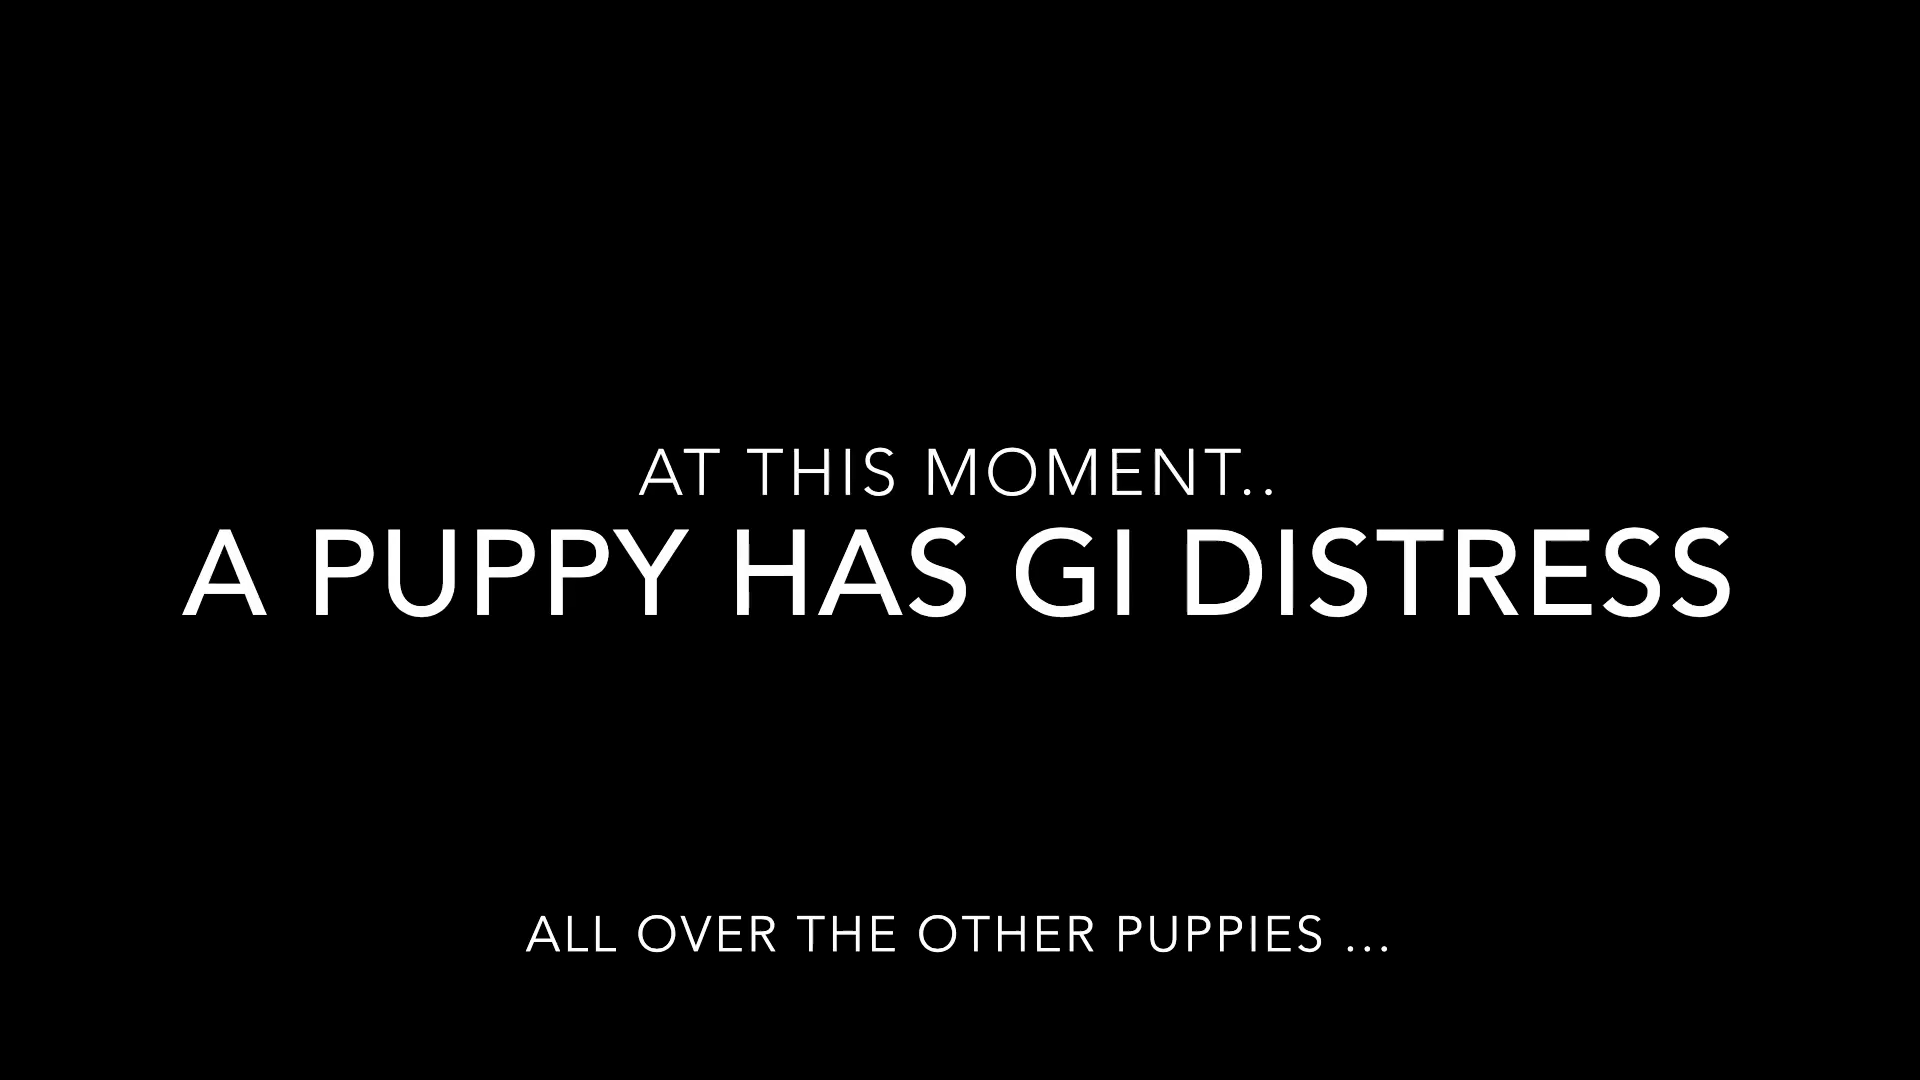 AT THIS MOMENT..
A PUPPY HAS GI DISTRESS
ALL OVER THE OTHER PUPPIES ...